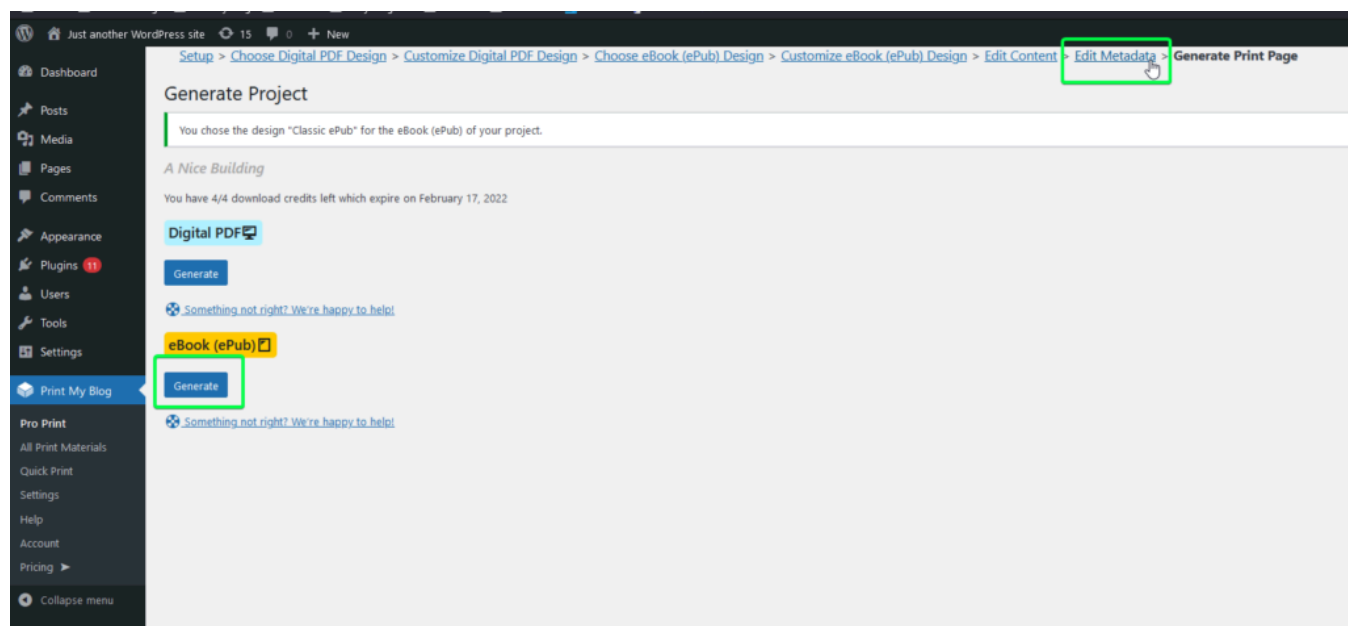 Just another WordPress site 15 0 + New
Setup > Choose Digital PDF Design > Customize Digital PDF Design > Choose eBook (ePub) Design > Customize eBook (ePub) Design > Edit Content > Edit Metadata > Generate Print Page
Dashboard
Posts
Media
Pages
Comments
Appearance
Plugins 11
Users
Tools
Settings
Print My Blog
Pro Print
All Print Materials
Quick Print
Settings
Help
Account
Pricing ➤
Collapse menu
Generate Project
You chose the design "Classic ePub" for the eBook (ePub) of your project.
A Nice Building
You have 4/4 download credits left which expire on February 17, 2022
Digital PDF
Generate
Something not right? We're happy to help!
eBook (ePub)
Generate
Something not right? We're happy to help!